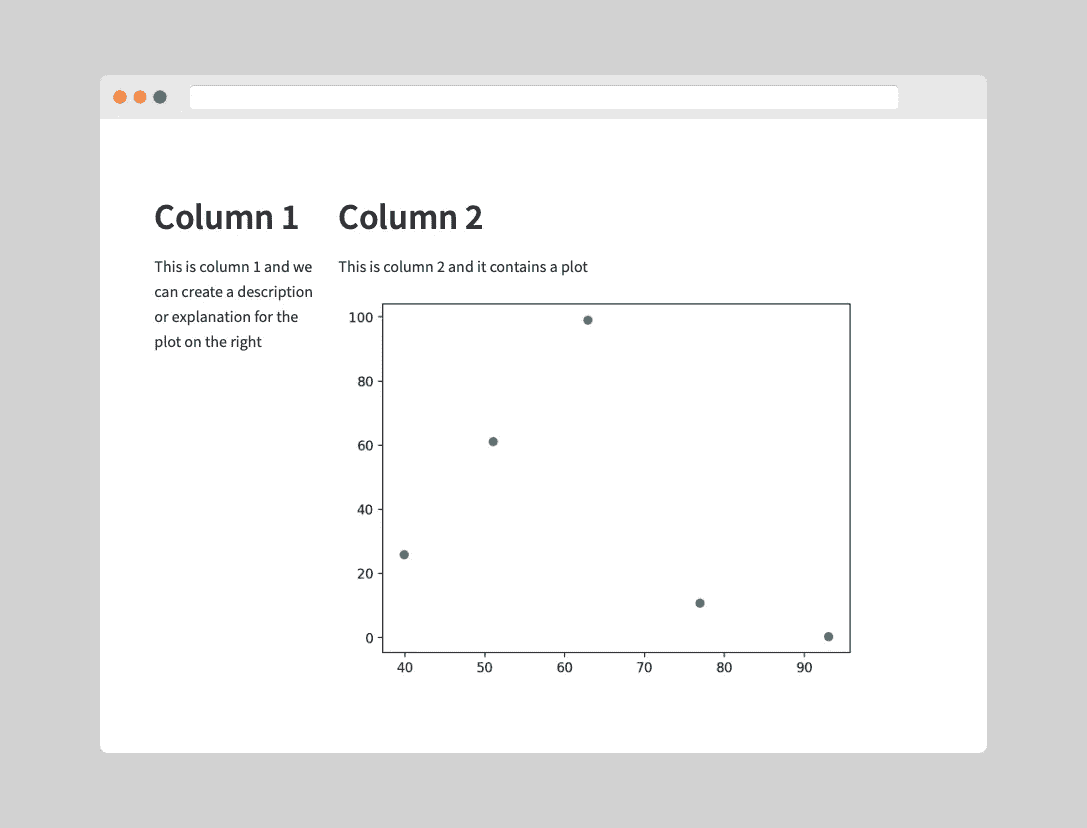 Column 1
This is column 1 and we
can create a description
or explanation for the
plot on the right
Column 2
This is column 2 and it contains a plot
100
80
60
40
20
0
40 50 60 70 80 90